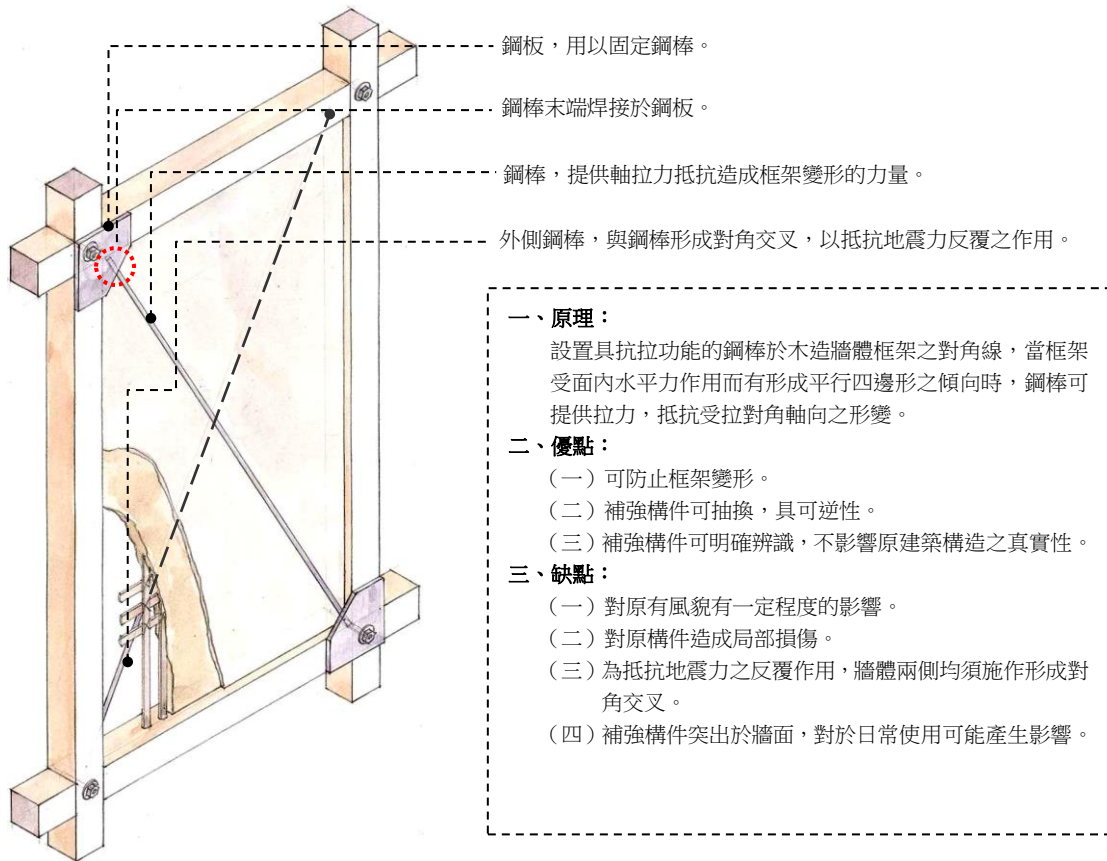 鋼板，用以固定鋼棒。
鋼棒末端焊接於鋼板。
鋼棒，提供軸拉力抵抗造成框架變形的力量。
外側鋼棒，與鋼棒形成對角交叉，以抵抗地震力反覆之作用。
一、原理：
設置具抗拉功能的鋼棒於木造牆體框架之對角線，當框架
受面內水平力作用而有形成平行四邊形之傾向時，鋼棒可
提供拉力，抵抗受拉對角軸向之形變。
二、優點：
（一）可防止框架變形。
（二）補強構件可抽換，具可逆性。
（三）補強構件可明確辨識，不影響原建築構造之真實性。
三、缺點：
（一）對原有風貌有一定程度的影響。
（二）對原構件造成局部損傷。
（三）為抵抗地震力之反覆作用，牆體兩側均須施作形成對
角交叉。
（四）補強構件突出於牆面，對於日常使用可能產生影響。